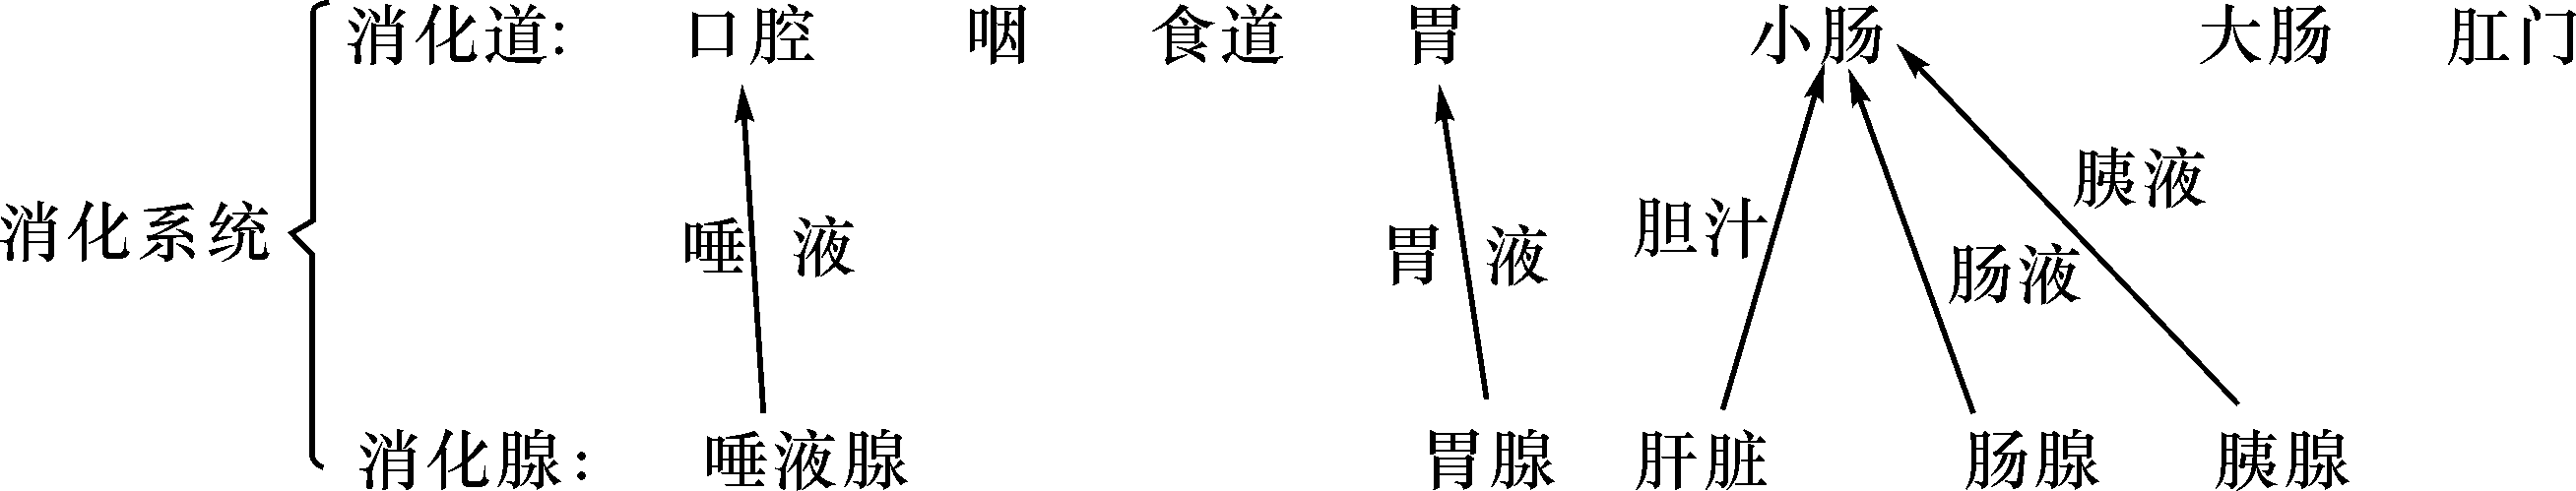 消化道: 口腔 咽 食道 胃 小肠 大肠 肛门
胰液
消化系统 唾液 胃液 胆汁
肠液
消化腺: 唾液腺 胃腺 肝脏 肠腺 胰腺